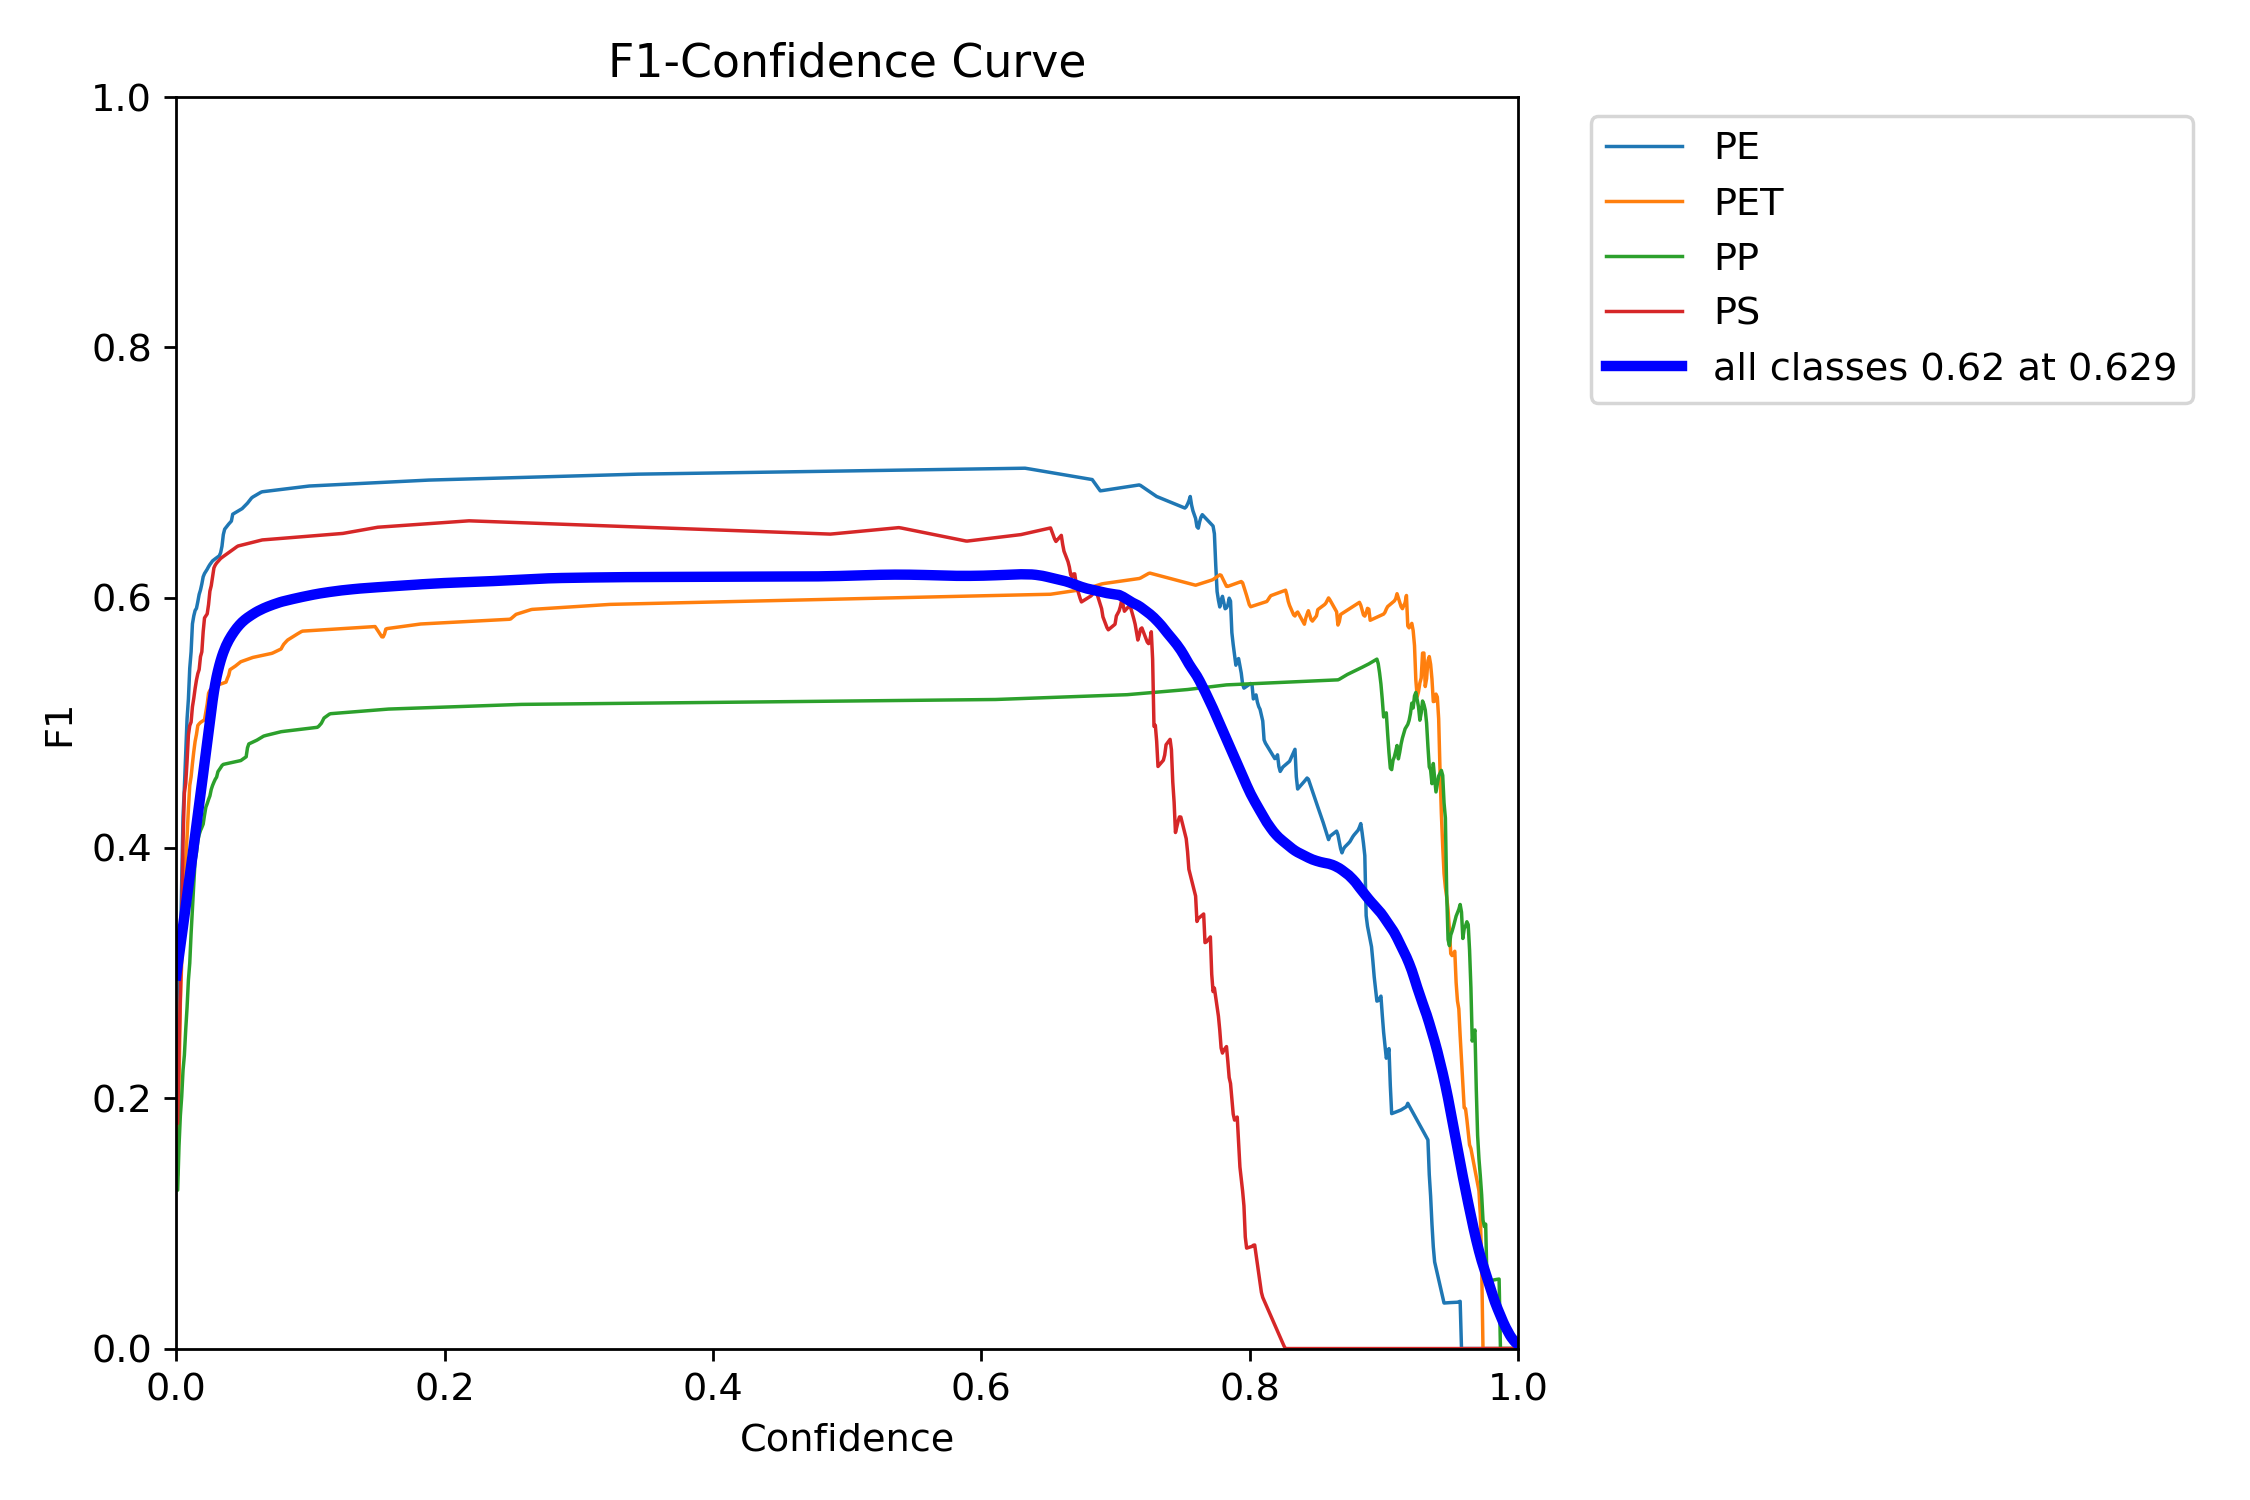 F1-Confidence Curve
1.0
0.8
0.6
0.4
0.2
0.0
F1
0.0 0.2 0.4 0.6 0.8 1.0
Confidence
PE
PET
PP
PS
all classes 0.62 at 0.629